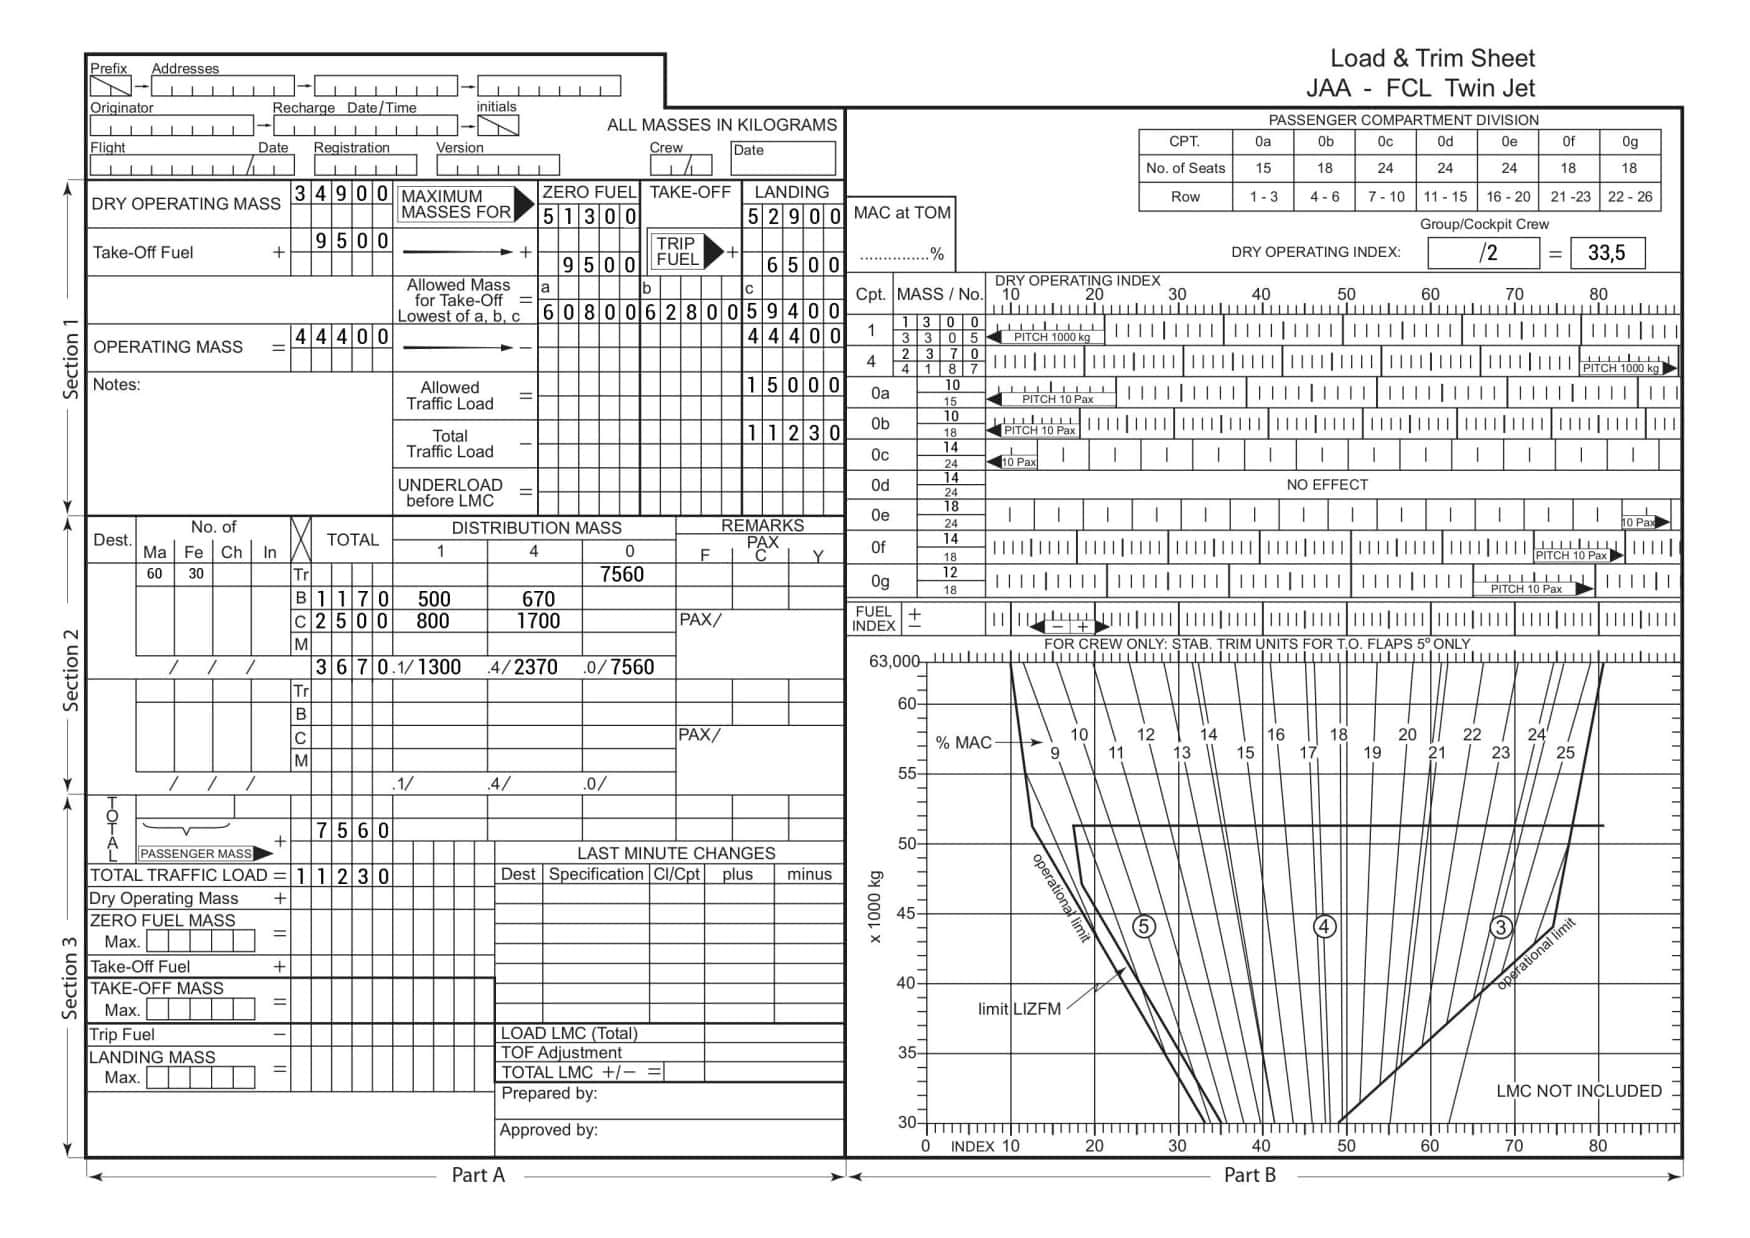 Load & Trim Sheet
JAA - FCL Twin Jet
Prefix Addresses
Originator Recharge Date/Time initials
ALL MASSES IN KILOGRAMS
Flight / Date Registration Version Crew / Date
PASSENGER COMPARTMENT DIVISION
CPT. 0a 0b 0c 0d 0e 0f 0g
No. of Seats 15 18 24 24 24 18 18
Row 1 - 3 4 - 6 7 - 10 11 - 15 16 - 20 21 -23 22 - 26
Group/Cockpit Crew
DRY OPERATING INDEX: /2 = 33,5
MAC at TOM
...............%
Section 1
DRY OPERATING MASS 34900 MAXIMUM MASSES FOR ZERO FUEL TAKE-OFF LANDING
51300 52900
Take-Off Fuel + 9500 + 9500 TRIP FUEL + 6500
Allowed Mass for Take-Off Lowest of a, b, c = a 60800 b 62800 c 59400
OPERATING MASS = 44400 − 44400
Notes:
Allowed Traffic Load = 15000
Total Traffic Load − 11230
UNDERLOAD before LMC =
Section 2
Dest. No. of TOTAL DISTRIBUTION MASS REMARKS
Ma Fe Ch In 1 4 0 PAX
F C Y
60 30 Tr 7560
B 1170 500 670
C 2500 800 1700 PAX/
M
/ / / 3670 .1/ 1300 .4/ 2370 .0/ 7560
Tr
B
C PAX/
M
/ / / .1/ .4/ .0/
Section 3
TOTAL
PASSENGER MASS + 7560
TOTAL TRAFFIC LOAD = 11230
Dry Operating Mass +
ZERO FUEL MASS
Max. =
Take-Off Fuel +
TAKE-OFF MASS
Max. =
Trip Fuel −
LANDING MASS
Max. =
LAST MINUTE CHANGES
Dest Specification Cl/Cpt plus minus
LOAD LMC (Total)
TOF Adjustment
TOTAL LMC +/− =
Prepared by:
Approved by:
Part A
Cpt. MASS / No. DRY OPERATING INDEX
10 20 30 40 50 60 70 80
1 1300 3305 PITCH 1000 kg
4 2370 4187 PITCH 1000 kg
0a 10 15 PITCH 10 Pax
0b 10 18 PITCH 10 Pax
0c 14 24 10 Pax
0d 14 24 NO EFFECT
0e 18 24 10 Pax
0f 14 18 PITCH 10 Pax
0g 12 18 PITCH 10 Pax
FUEL INDEX + − − +
FOR CREW ONLY: STAB. TRIM UNITS FOR T.O. FLAPS 5º ONLY
63,000
60
% MAC
9 10 11 12 13 14 15 16 17 18 19 20 21 22 23 24 25
55
50
x 1000 kg
operational limit
45
5 4 3
operational limit
40
limit LIZFM
35
LMC NOT INCLUDED
30
0 INDEX 10 20 30 40 50 60 70 80
Part B